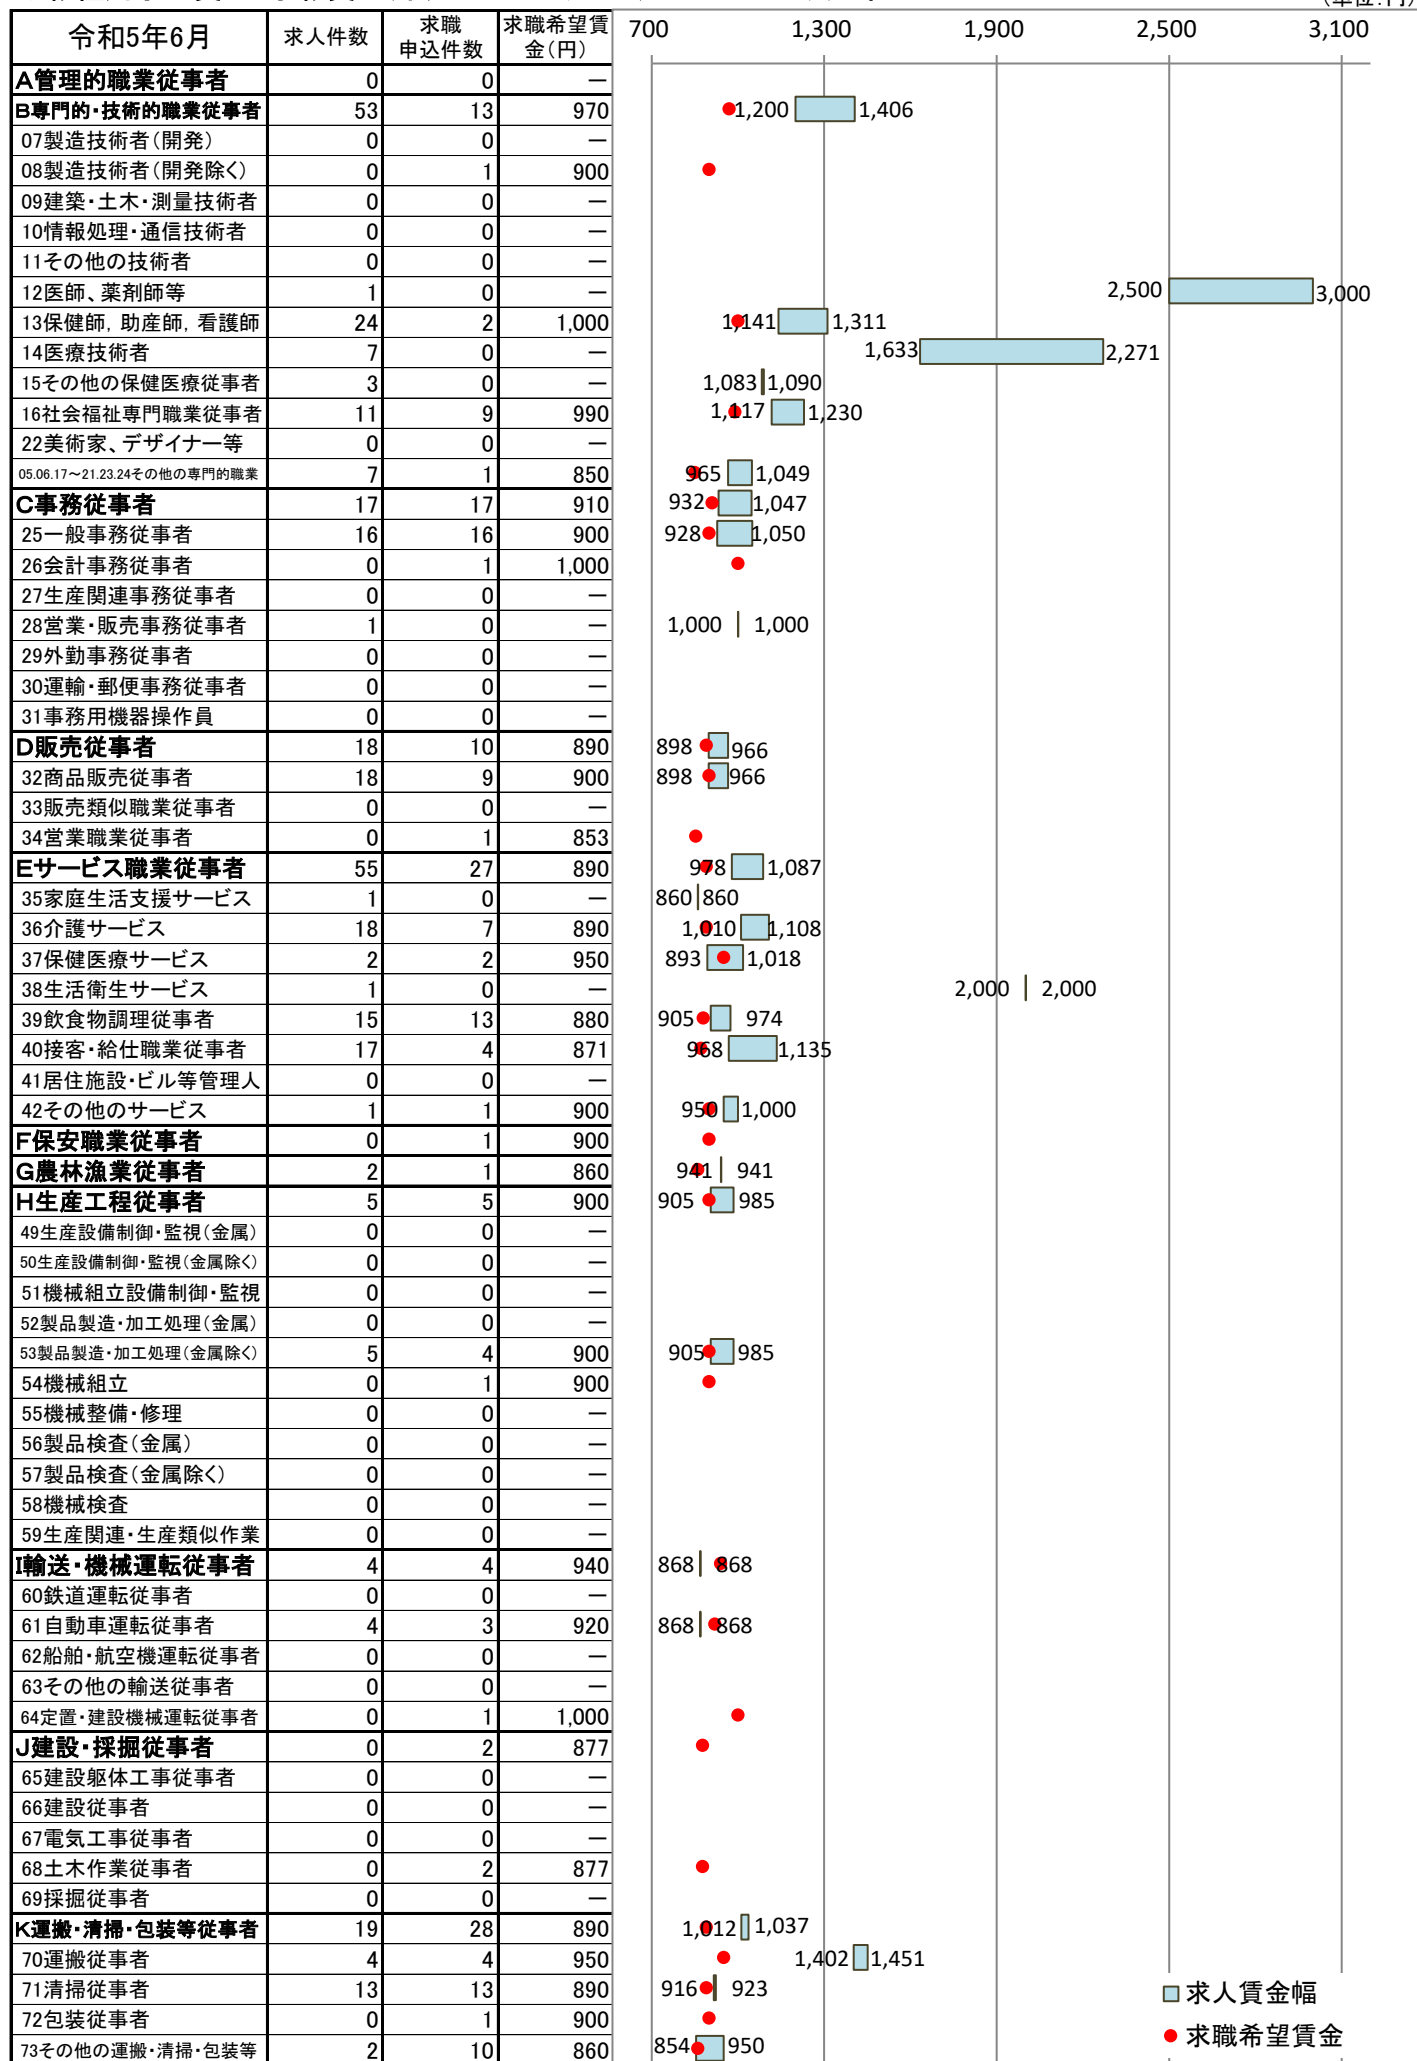 (単位:円)
令和5年6月 求人件数 求職申込件数 求職希望賃金(円) 700 1,300 1,900 2,500 3,100
A管理的職業従事者 0 0 ―
B専門的・技術的職業従事者 53 13 970 1,200 1,406
07製造技術者(開発) 0 0 ―
08製造技術者(開発除く) 0 1 900
09建築・土木・測量技術者 0 0 ―
10情報処理・通信技術者 0 0 ―
11その他の技術者 0 0 ―
12医師、薬剤師等 1 0 ― 2,500 3,000
13保健師,助産師,看護師 24 2 1,000 1,141 1,311
14医療技術者 7 0 ― 1,633 2,271
15その他の保健医療従事者 3 0 ― 1,083 1,090
16社会福祉専門職業従事者 11 9 990 1,117 1,230
22美術家、デザイナー等 0 0 ―
05.06.17～21.23.24その他の専門的職業 7 1 850 965 1,049
C事務従事者 17 17 910 932 1,047
25一般事務従事者 16 16 900 928 1,050
26会計事務従事者 0 1 1,000
27生産関連事務従事者 0 0 ―
28営業・販売事務従事者 1 0 ― 1,000 1,000
29外勤事務従事者 0 0 ―
30運輸・郵便事務従事者 0 0 ―
31事務用機器操作員 0 0 ―
D販売従事者 18 10 890 898 966
32商品販売従事者 18 9 900 898 966
33販売類似職業従事者 0 0 ―
34営業職業従事者 0 1 853
Eサービス職業従事者 55 27 890 978 1,087
35家庭生活支援サービス 1 0 ― 860 860
36介護サービス 18 7 890 1,010 1,108
37保健医療サービス 2 2 950 893 1,018
38生活衛生サービス 1 0 ― 2,000 2,000
39飲食物調理従事者 15 13 880 905 974
40接客・給仕職業従事者 17 4 871 968 1,135
41居住施設・ビル等管理人 0 0 ―
42その他のサービス 1 1 900 950 1,000
F保安職業従事者 0 1 900
G農林漁業従事者 2 1 860 941 941
H生産工程従事者 5 5 900 905 985
49生産設備制御・監視(金属) 0 0 ―
50生産設備制御・監視(金属除く) 0 0 ―
51機械組立設備制御・監視 0 0 ―
52製品製造・加工処理(金属) 0 0 ―
53製品製造・加工処理(金属除く) 5 4 900 905 985
54機械組立 0 1 900
55機械整備・修理 0 0 ―
56製品検査(金属) 0 0 ―
57製品検査(金属除く) 0 0 ―
58機械検査 0 0 ―
59生産関連・生産類似作業 0 0 ―
I輸送・機械運転従事者 4 4 940 868 868
60鉄道運転従事者 0 0 ―
61自動車運転従事者 4 3 920 868 868
62船舶・航空機運転従事者 0 0 ―
63その他の輸送従事者 0 0 ―
64定置・建設機械運転従事者 0 1 1,000
J建設・採掘従事者 0 2 877
65建設躯体工事従事者 0 0 ―
66建設従事者 0 0 ―
67電気工事従事者 0 0 ―
68土木作業従事者 0 2 877
69採掘従事者 0 0 ―
K運搬・清掃・包装等従事者 19 28 890 1,012 1,037
70運搬従事者 4 4 950 1,402 1,451
71清掃従事者 13 13 890 916 923
72包装従事者 0 1 900
73その他の運搬・清掃・包装等 2 10 860 854 950
求人賃金幅
求職希望賃金